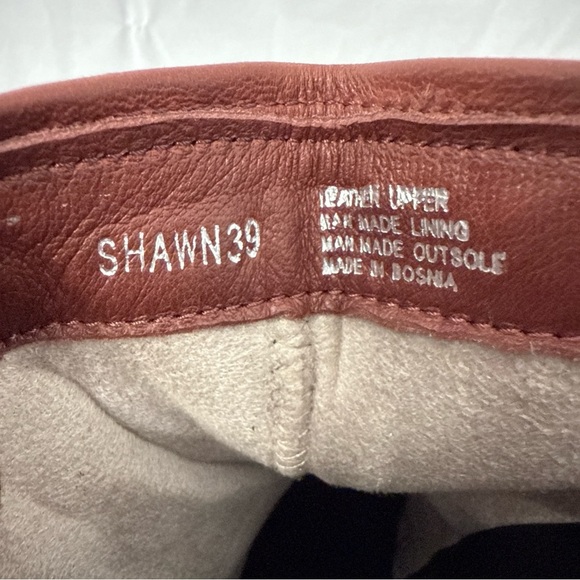 SHAWN39
LEATHER UPPER
MAN MADE LINING
MAN MADE OUTSOLE
MADE IN BOSNIA